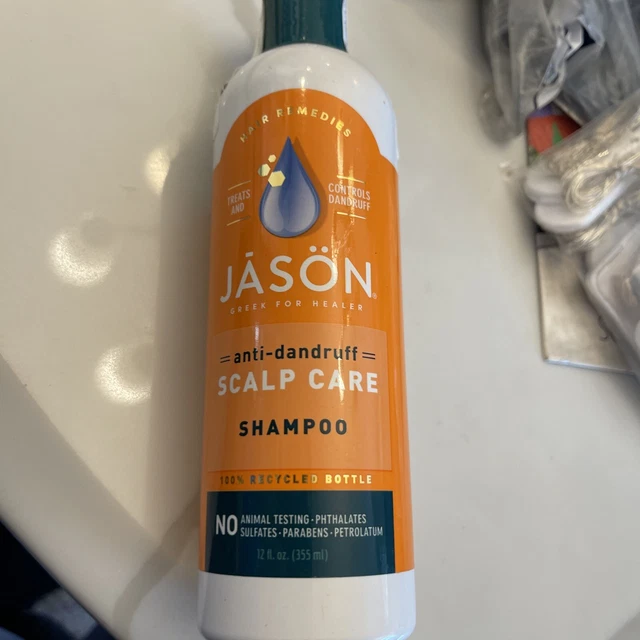 HAIR REMEDIES
TREATS
AND
CONTROLS
DANDRUFF
JĀSÖN®
GREEK FOR HEALER
anti-dandruff
SCALP CARE
SHAMPOO
100% RECYCLED BOTTLE
NO ANIMAL TESTING · PHTHALATES
SULFATES · PARABENS · PETROLATUM
12 fl. oz. (355 ml)